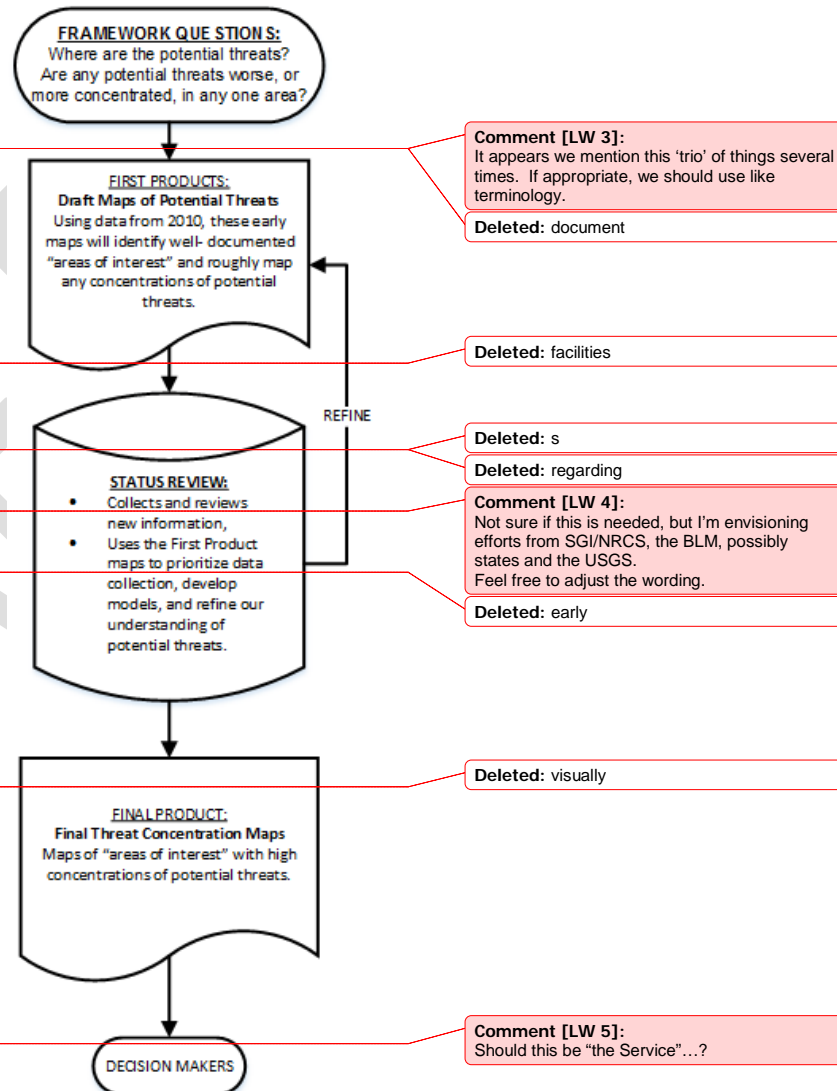 FRAMEWORK QUESTIONS:
Where are the potential threats?
Are any potential threats worse, or
more concentrated, in any one area?
FIRST PRODUCTS:
Draft Maps of Potential Threats
Using data from 2010, these early
maps will identify well- documented
“areas of interest” and roughly map
any concentrations of potential
threats.
REFINE
STATUS REVIEW:
• Collects and reviews
new information,
• Uses the First Product
maps to prioritize data
collection, develop
models, and refine our
understanding of
potential threats.
FINAL PRODUCT:
Final Threat Concentration Maps
Maps of “areas of interest” with high
concentrations of potential threats.
DECISION MAKERS
Comment [LW 3]:
It appears we mention this ‘trio’ of things several
times.  If appropriate, we should use like
terminology.
Deleted: document
Deleted: facilities
Deleted: s
Deleted: regarding
Comment [LW 4]:
Not sure if this is needed, but I’m envisioning
efforts from SGI/NRCS, the BLM, possibly
states and the USGS.
Feel free to adjust the wording.
Deleted: early
Deleted: visually
Comment [LW 5]:
Should this be “the Service”…?